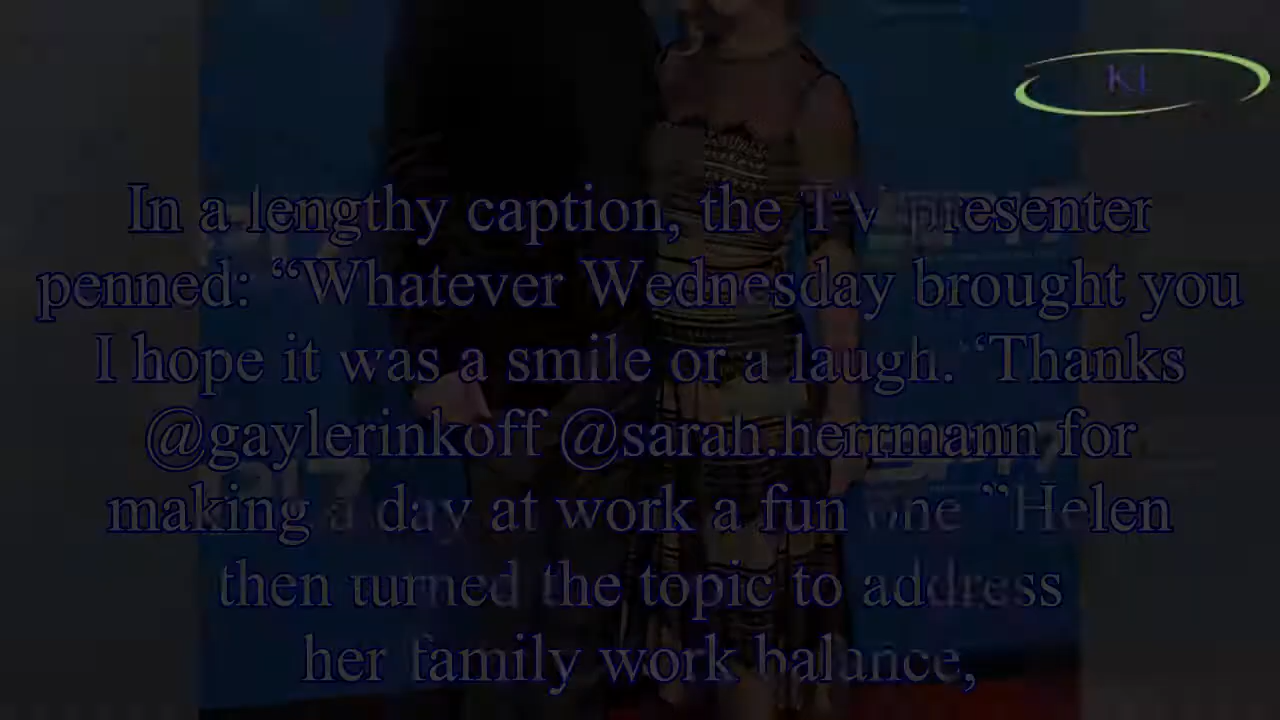 KL
In a lengthy caption, the TV presenter
penned: “Whatever Wednesday brought you
I hope it was a smile or a laugh. “Thanks
@gaylerinkoff @sarah.herrmann for
making a day at work a fun one ”Helen
then turned the topic to address
her family work balance,